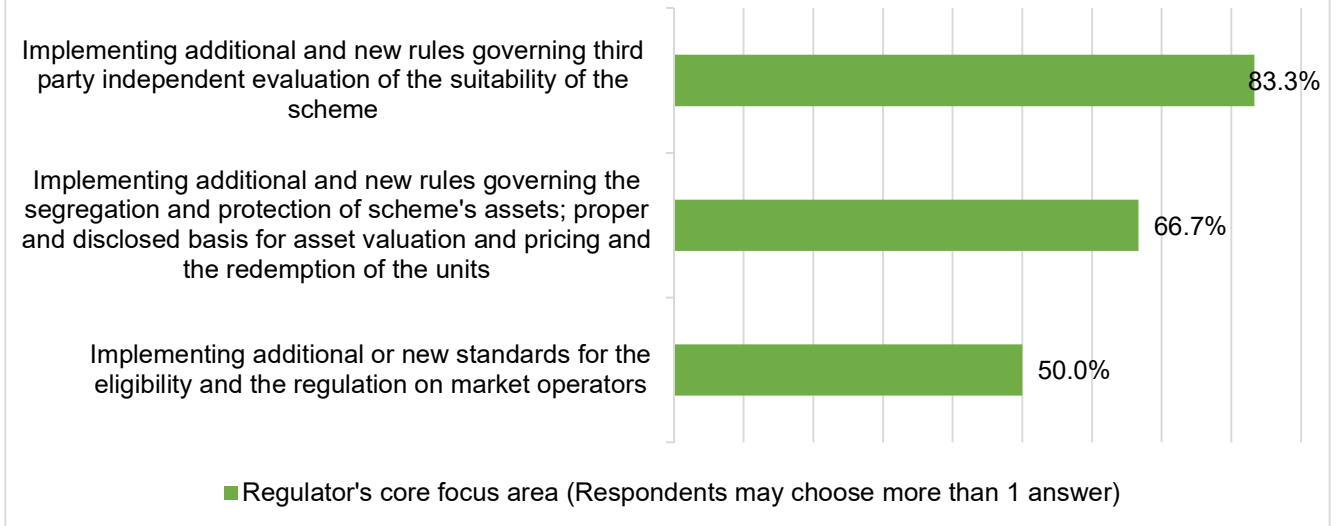 Implementing additional and new rules governing third
party independent evaluation of the suitability of the
scheme
83.3%
Implementing additional and new rules governing the
segregation and protection of scheme's assets; proper
and disclosed basis for asset valuation and pricing and
the redemption of the units
66.7%
Implementing additional or new standards for the
eligibility and the regulation on market operators
50.0%
Regulator's core focus area (Respondents may choose more than 1 answer)